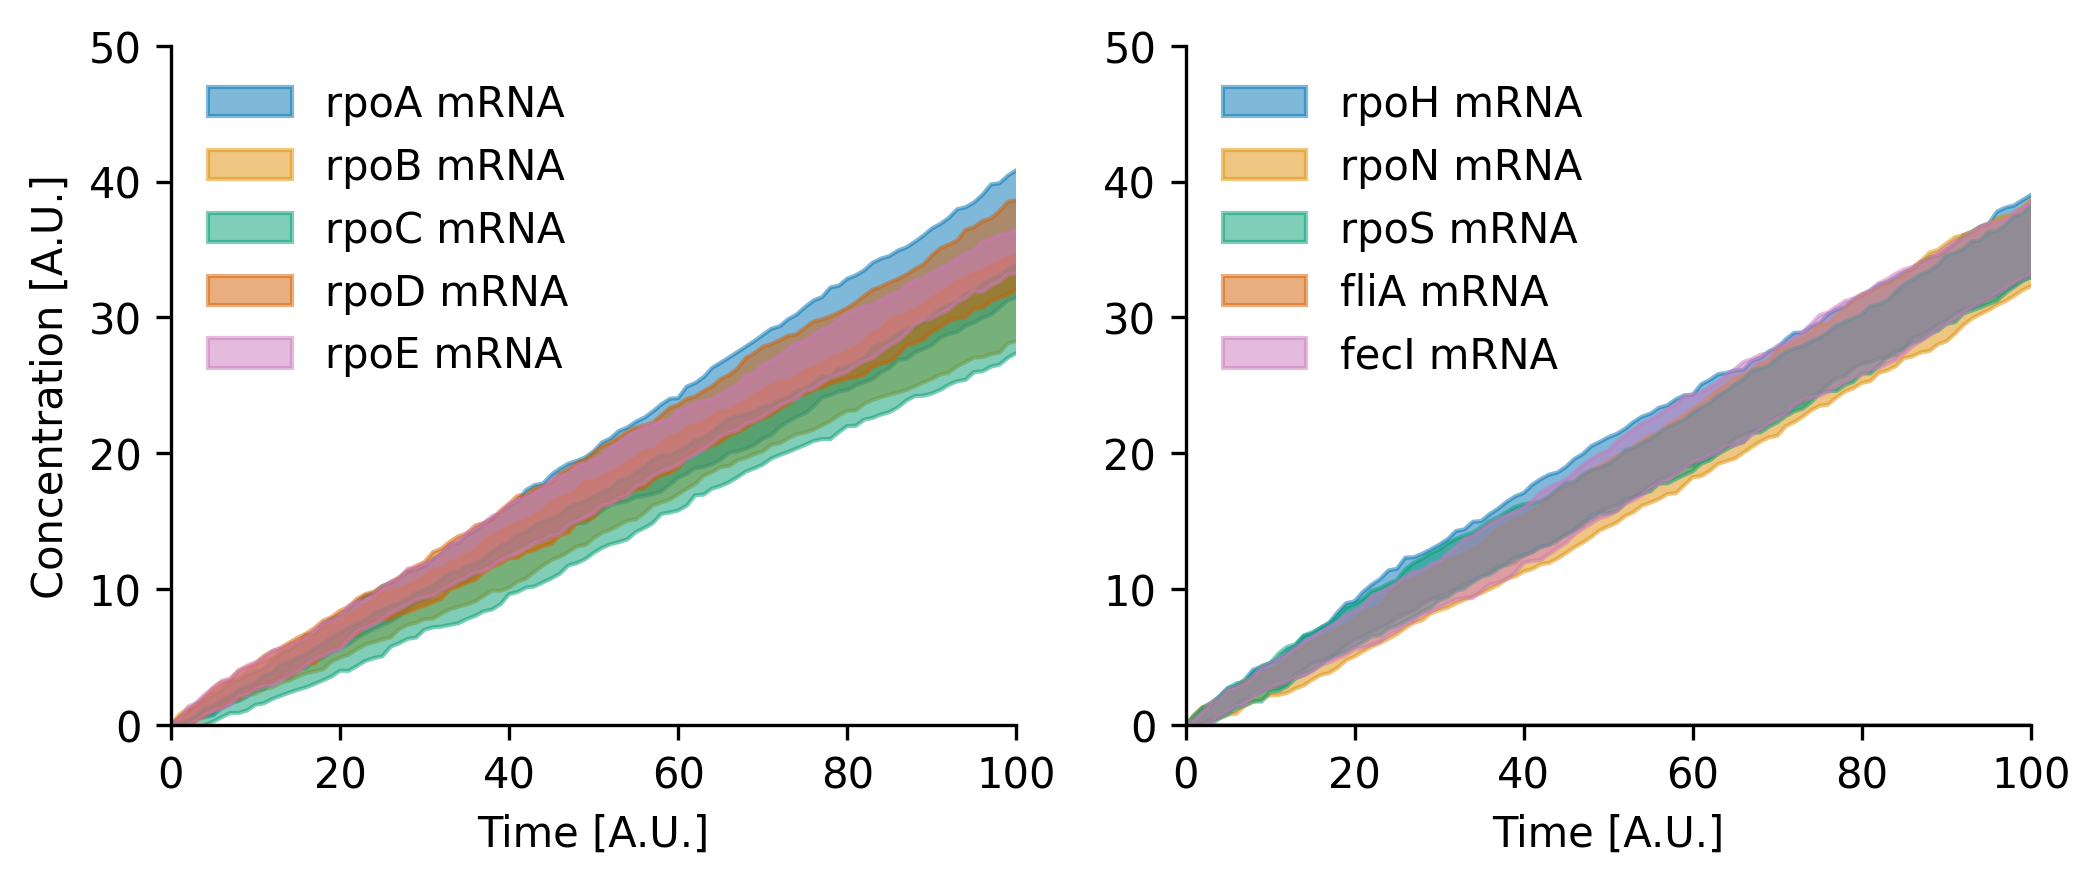 50
40
30
20
10
0
Concentration [A.U.]
rpoA mRNA
rpoB mRNA
rpoC mRNA
rpoD mRNA
rpoE mRNA
0 20 40 60 80 100
Time [A.U.]
50
40
30
20
10
0
rpoH mRNA
rpoN mRNA
rpoS mRNA
fliA mRNA
fecI mRNA
0 20 40 60 80 100
Time [A.U.]